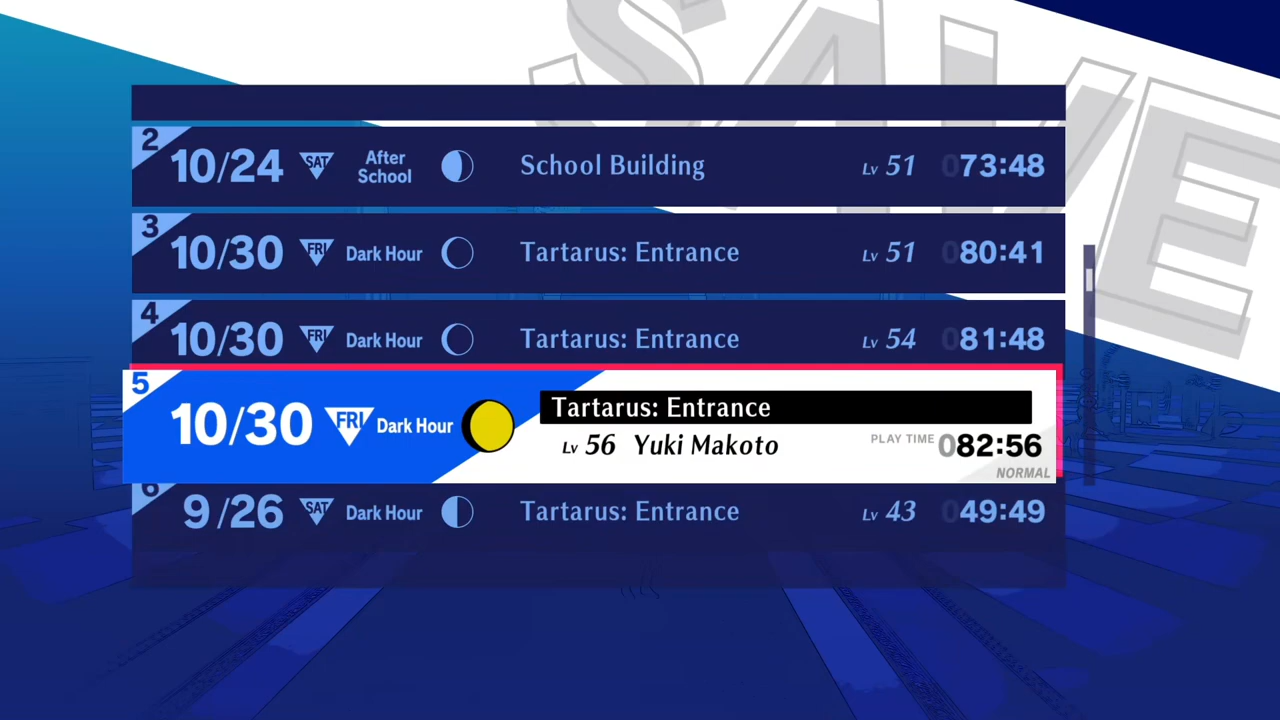 SAVE
2
10/24 SAT After School School Building Lv 51 073:48
3
10/30 FRI Dark Hour Tartarus: Entrance Lv 51 080:41
4
10/30 FRI Dark Hour Tartarus: Entrance Lv 54 081:48
5
10/30 FRI Dark Hour Tartarus: Entrance
Lv 56 Yuki Makoto PLAY TIME 082:56
NORMAL
6
9/26 SAT Dark Hour Tartarus: Entrance Lv 43 049:49